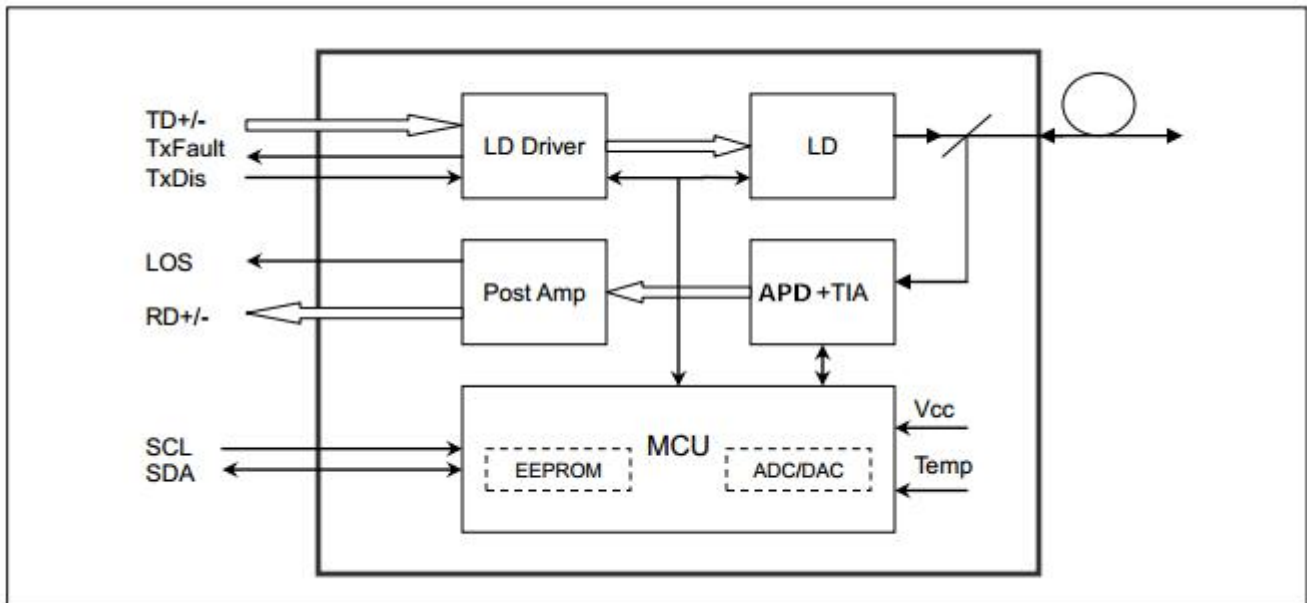 TD+/-
TxFault
TxDis
LD Driver
LD
LOS
RD+/-
Post Amp
APD +TIA
SCL
SDA
MCU
EEPROM
ADC/DAC
Vcc
Temp